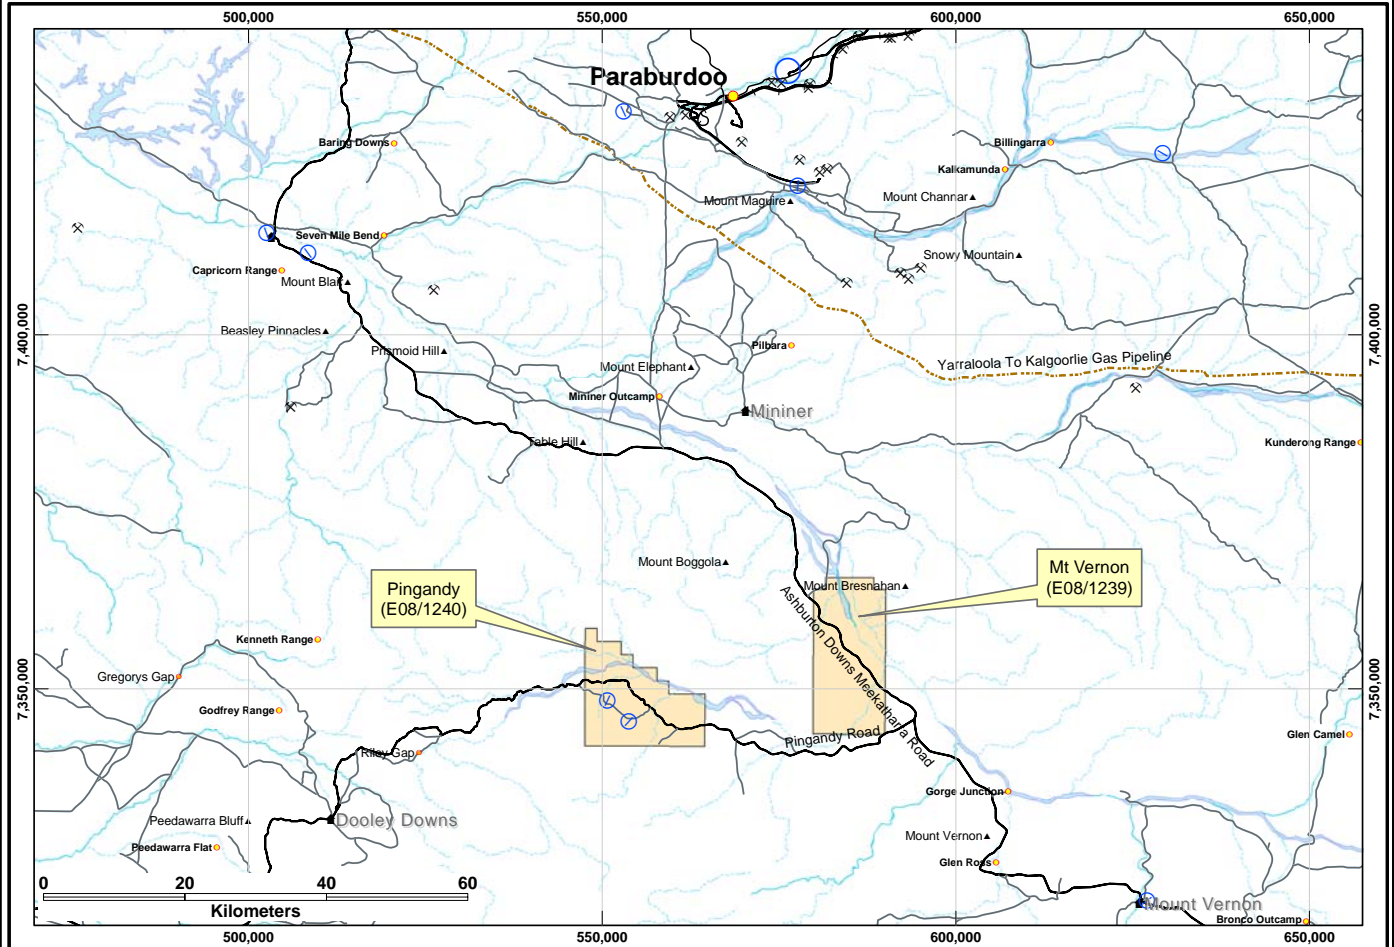 500,000
550,000
600,000
650,000
Paraburdoo
Baring Downs
Billingarra
Kalkamunda
Mount Maguire
Mount Channar
Seven Mile Bend
Snowy Mountain
Capricorn Range
Mount Blair
7,400,000
7,400,000
Beasley Pinnacles
Prismoid Hill
Pilbara
Yarraloola To Kalgoorlie Gas Pipeline
Mount Elephant
Mininer Outcamp
Mininer
Table Hill
Kunderong Range
Mount Boggola
Mt Vernon
(E08/1239)
Pingandy
(E08/1240)
Mount Bresnahan
Ashburton Downs Meekatharra Road
Kenneth Range
Gregorys Gap
7,350,000
7,350,000
Godfrey Range
Pingandy Road
Glen Camel
Riley Gap
Gorge Junction
Peedawarra Bluff
Dooley Downs
Mount Vernon
Peedawarra Flat
Glen Ross
0
20
40
60
Kilometers
Mount Vernon
Bronco Outcamp
500,000
550,000
600,000
650,000